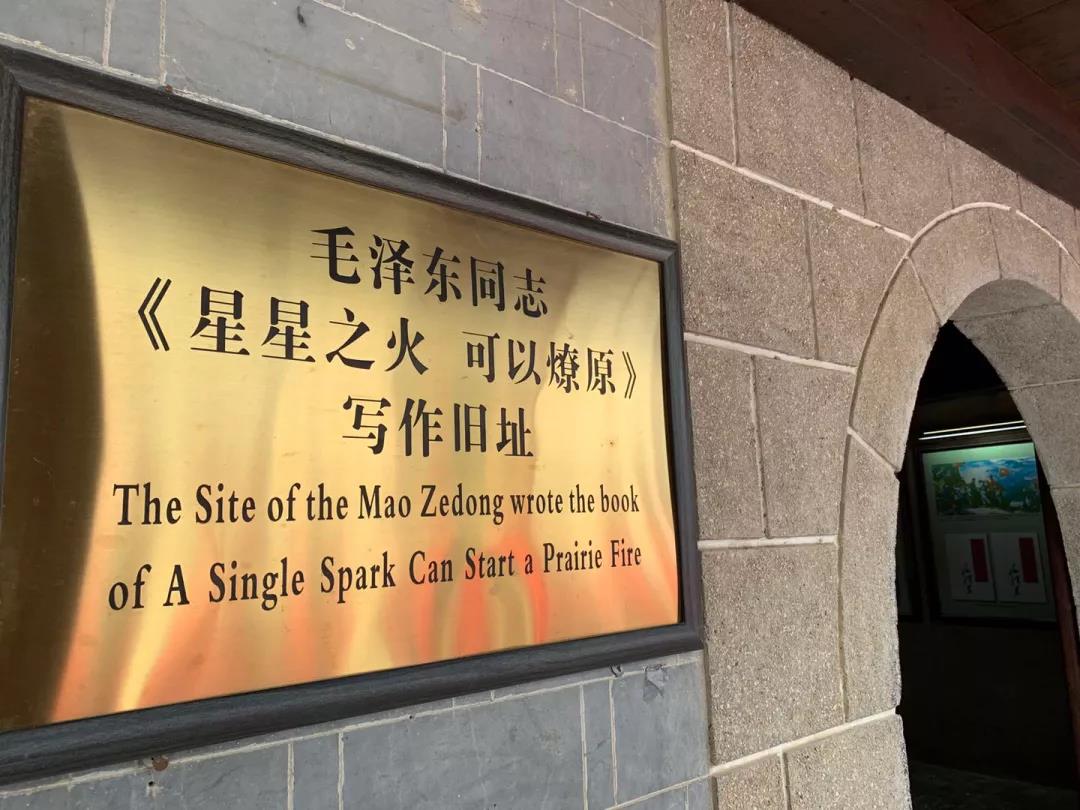 毛泽东同志
《星星之火 可以燎原》
写作旧址
The Site of the Mao Zedong wrote the book
of A Single Spark Can Start a Prairie Fire